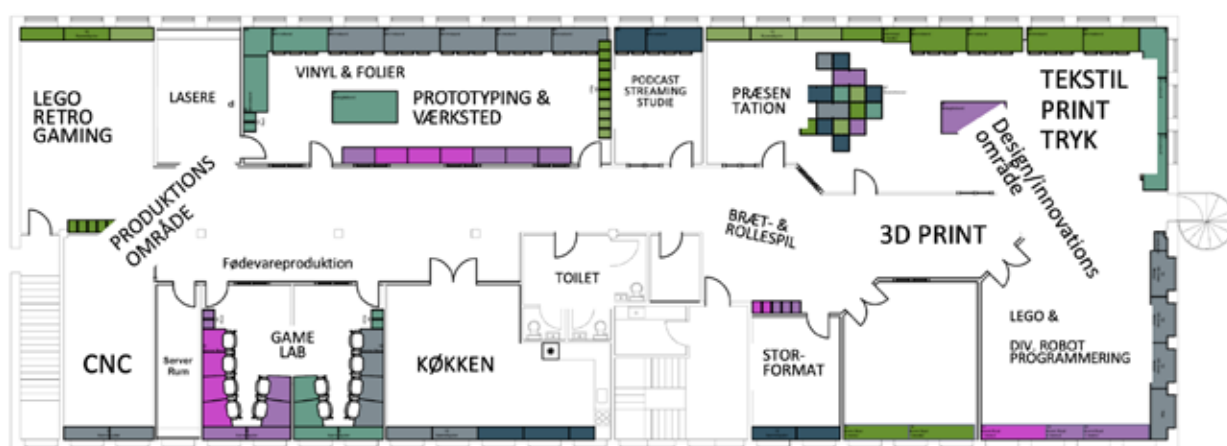 LEGO
RETRO
GAMING
LASERE
d
VINYL & FOLIER
PROTOTYPING &
VÆRKSTED
PODCAST
STREAMING
STUDIE
PRÆSEN
TATION
TEKSTIL
PRINT
TRYK
Design/innovations
område
PRODUKTIONS
OMRÅDE
BRÆT- &
ROLLESPIL
3D PRINT
Fødevareproduktion
TOILET
CNC
Server
Rum
GAME
LAB
KØKKEN
STOR-
FORMAT
LEGO &
DIV. ROBOT
PROGRAMMERING